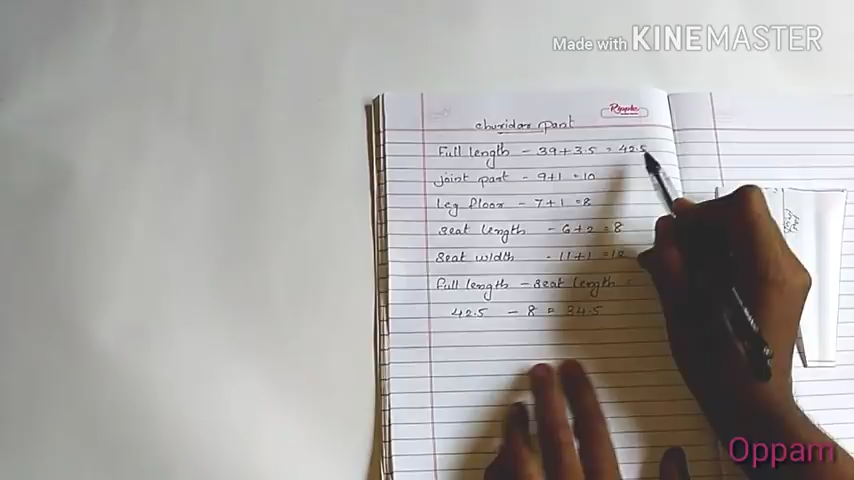 Made with KINEMASTER
churidar pant
Full length - 39+3.5 = 42.5
joint part - 9+1 =10
Leg floor - 7+1 =8
seat length - 6+2 =8
seat width - 11+1 =12
Full length - seat length =
42.5 - 8 = 34.5
Oppam